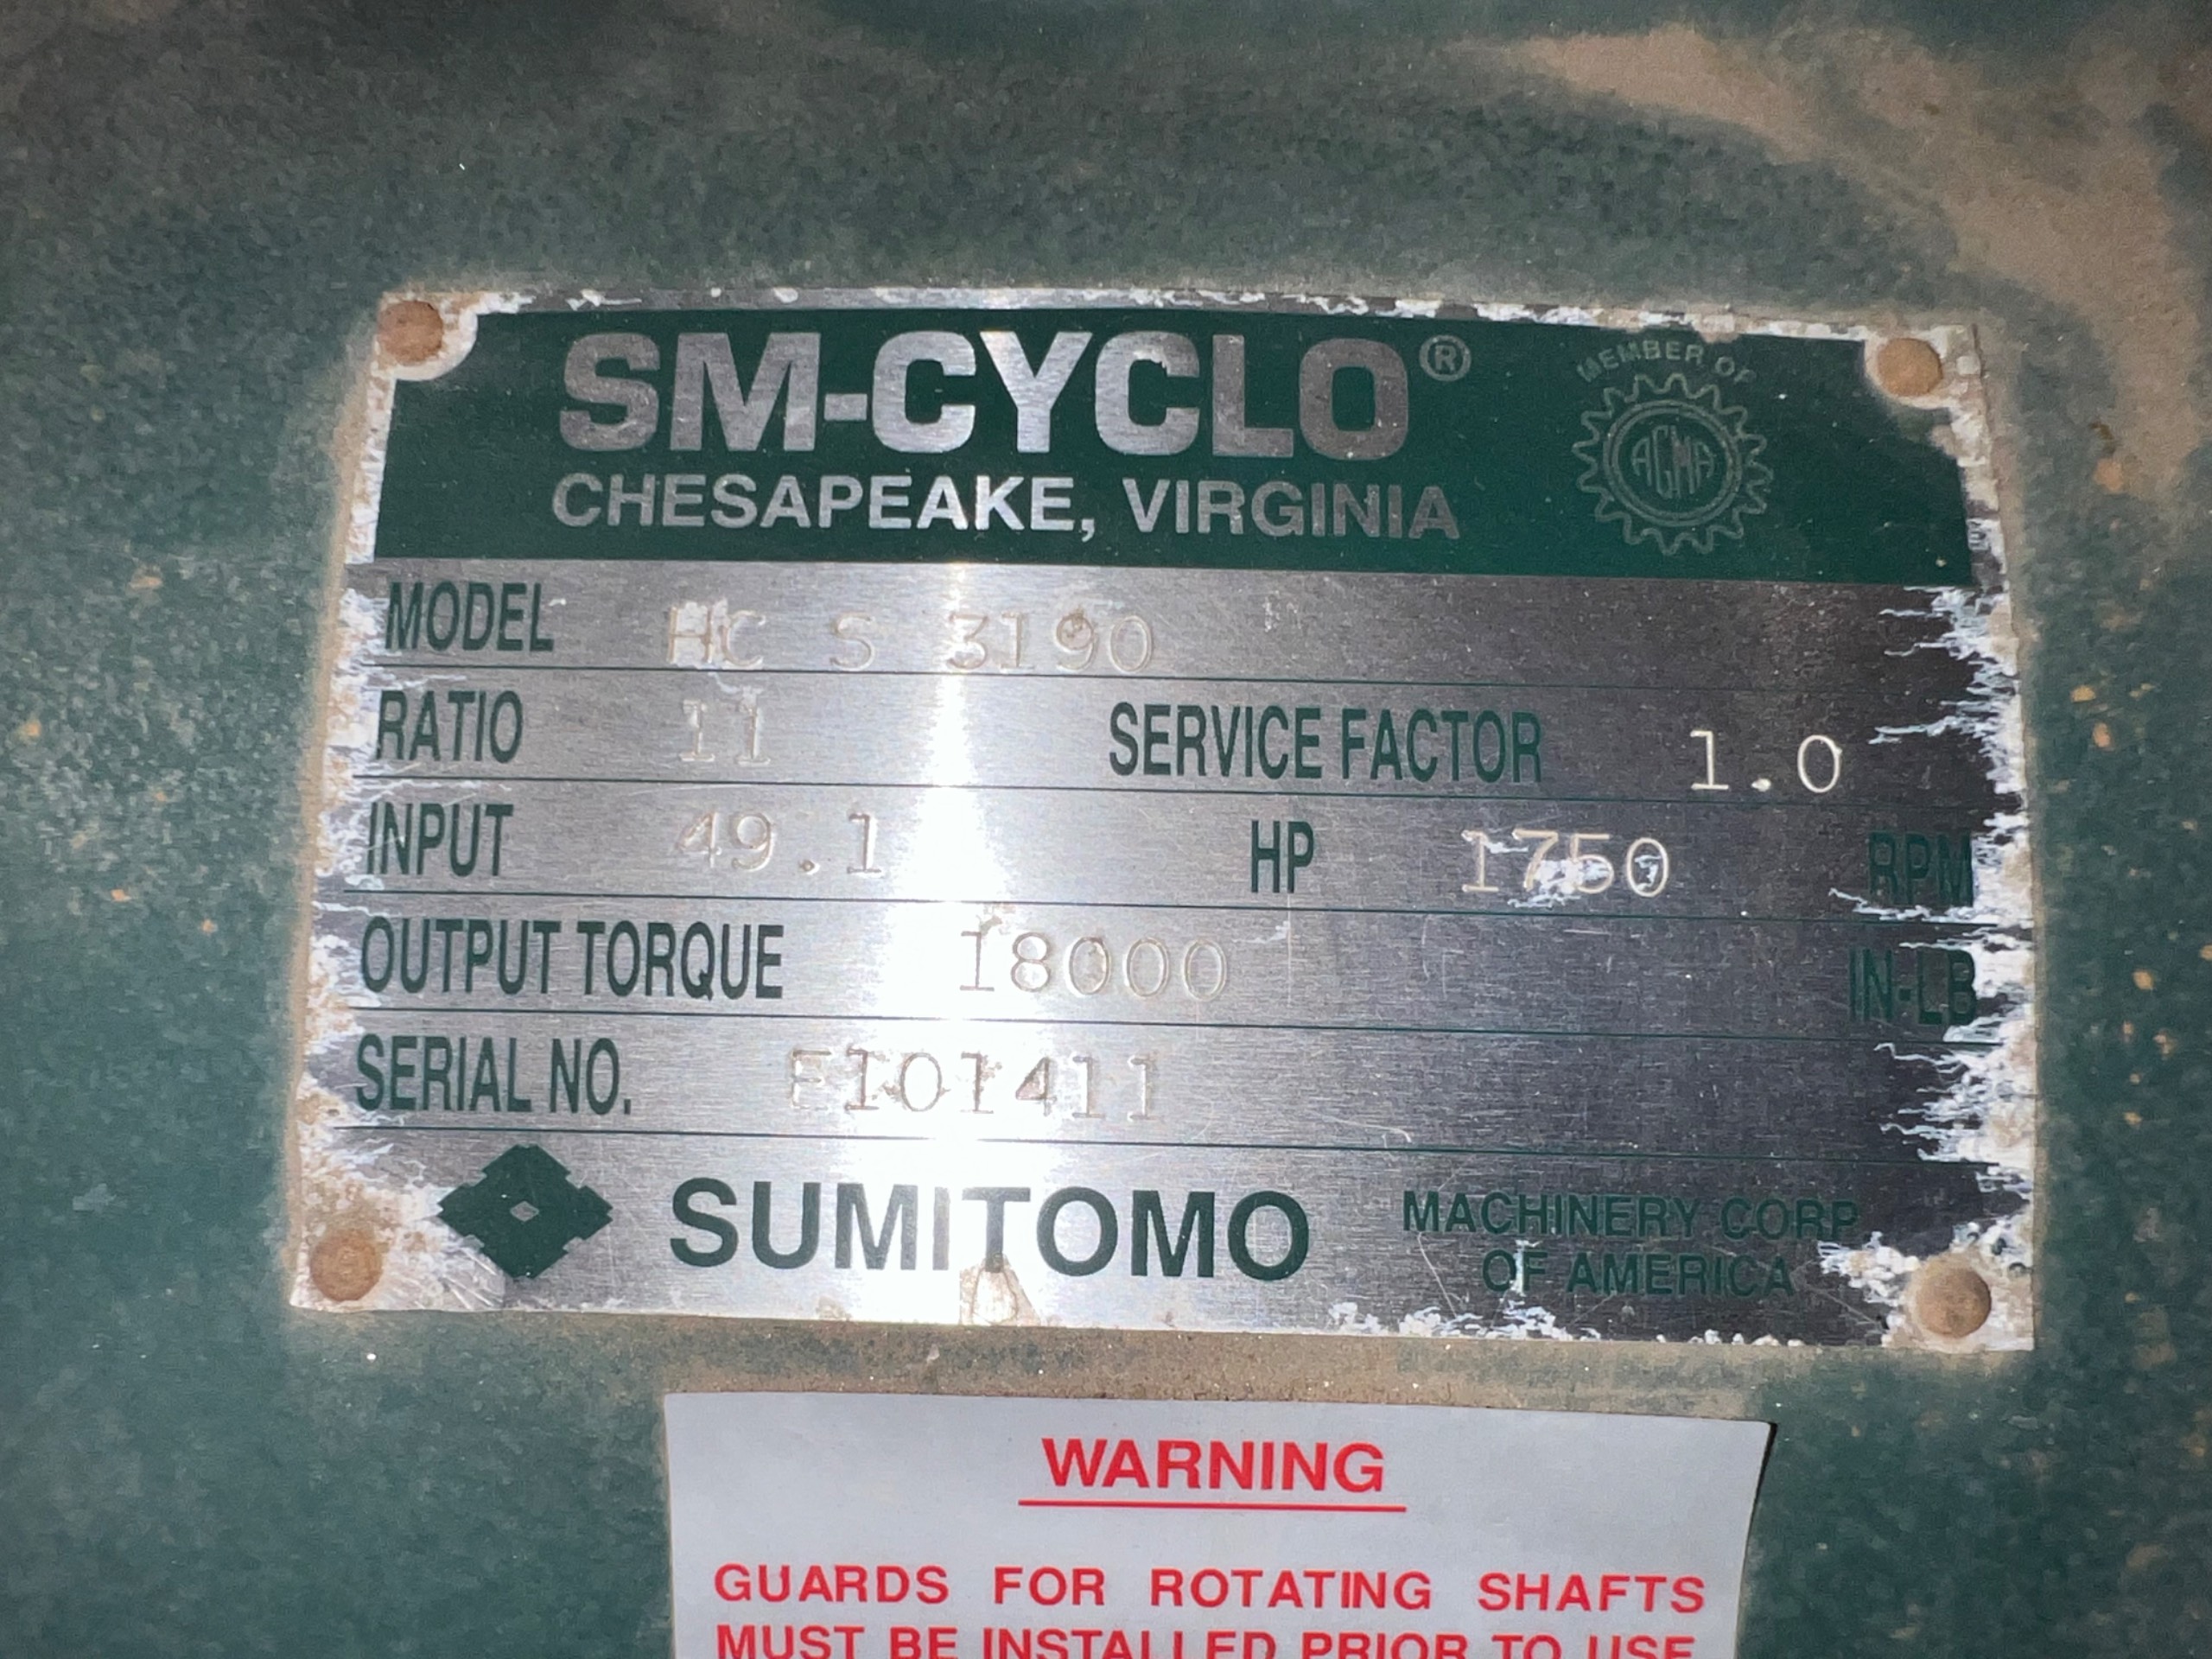 SM-CYCLO®
MEMBER OF
AGMA
CHESAPEAKE, VIRGINIA
MODEL HC S 3190
RATIO 11 SERVICE FACTOR 1.0
INPUT 49.1 HP 1750 RPM
OUTPUT TORQUE 18000 IN-LB
SERIAL NO. E101411
SUMITOMO MACHINERY CORP
OF AMERICA
WARNING
GUARDS FOR ROTATING SHAFTS
MUST BE INSTALLED PRIOR TO USE